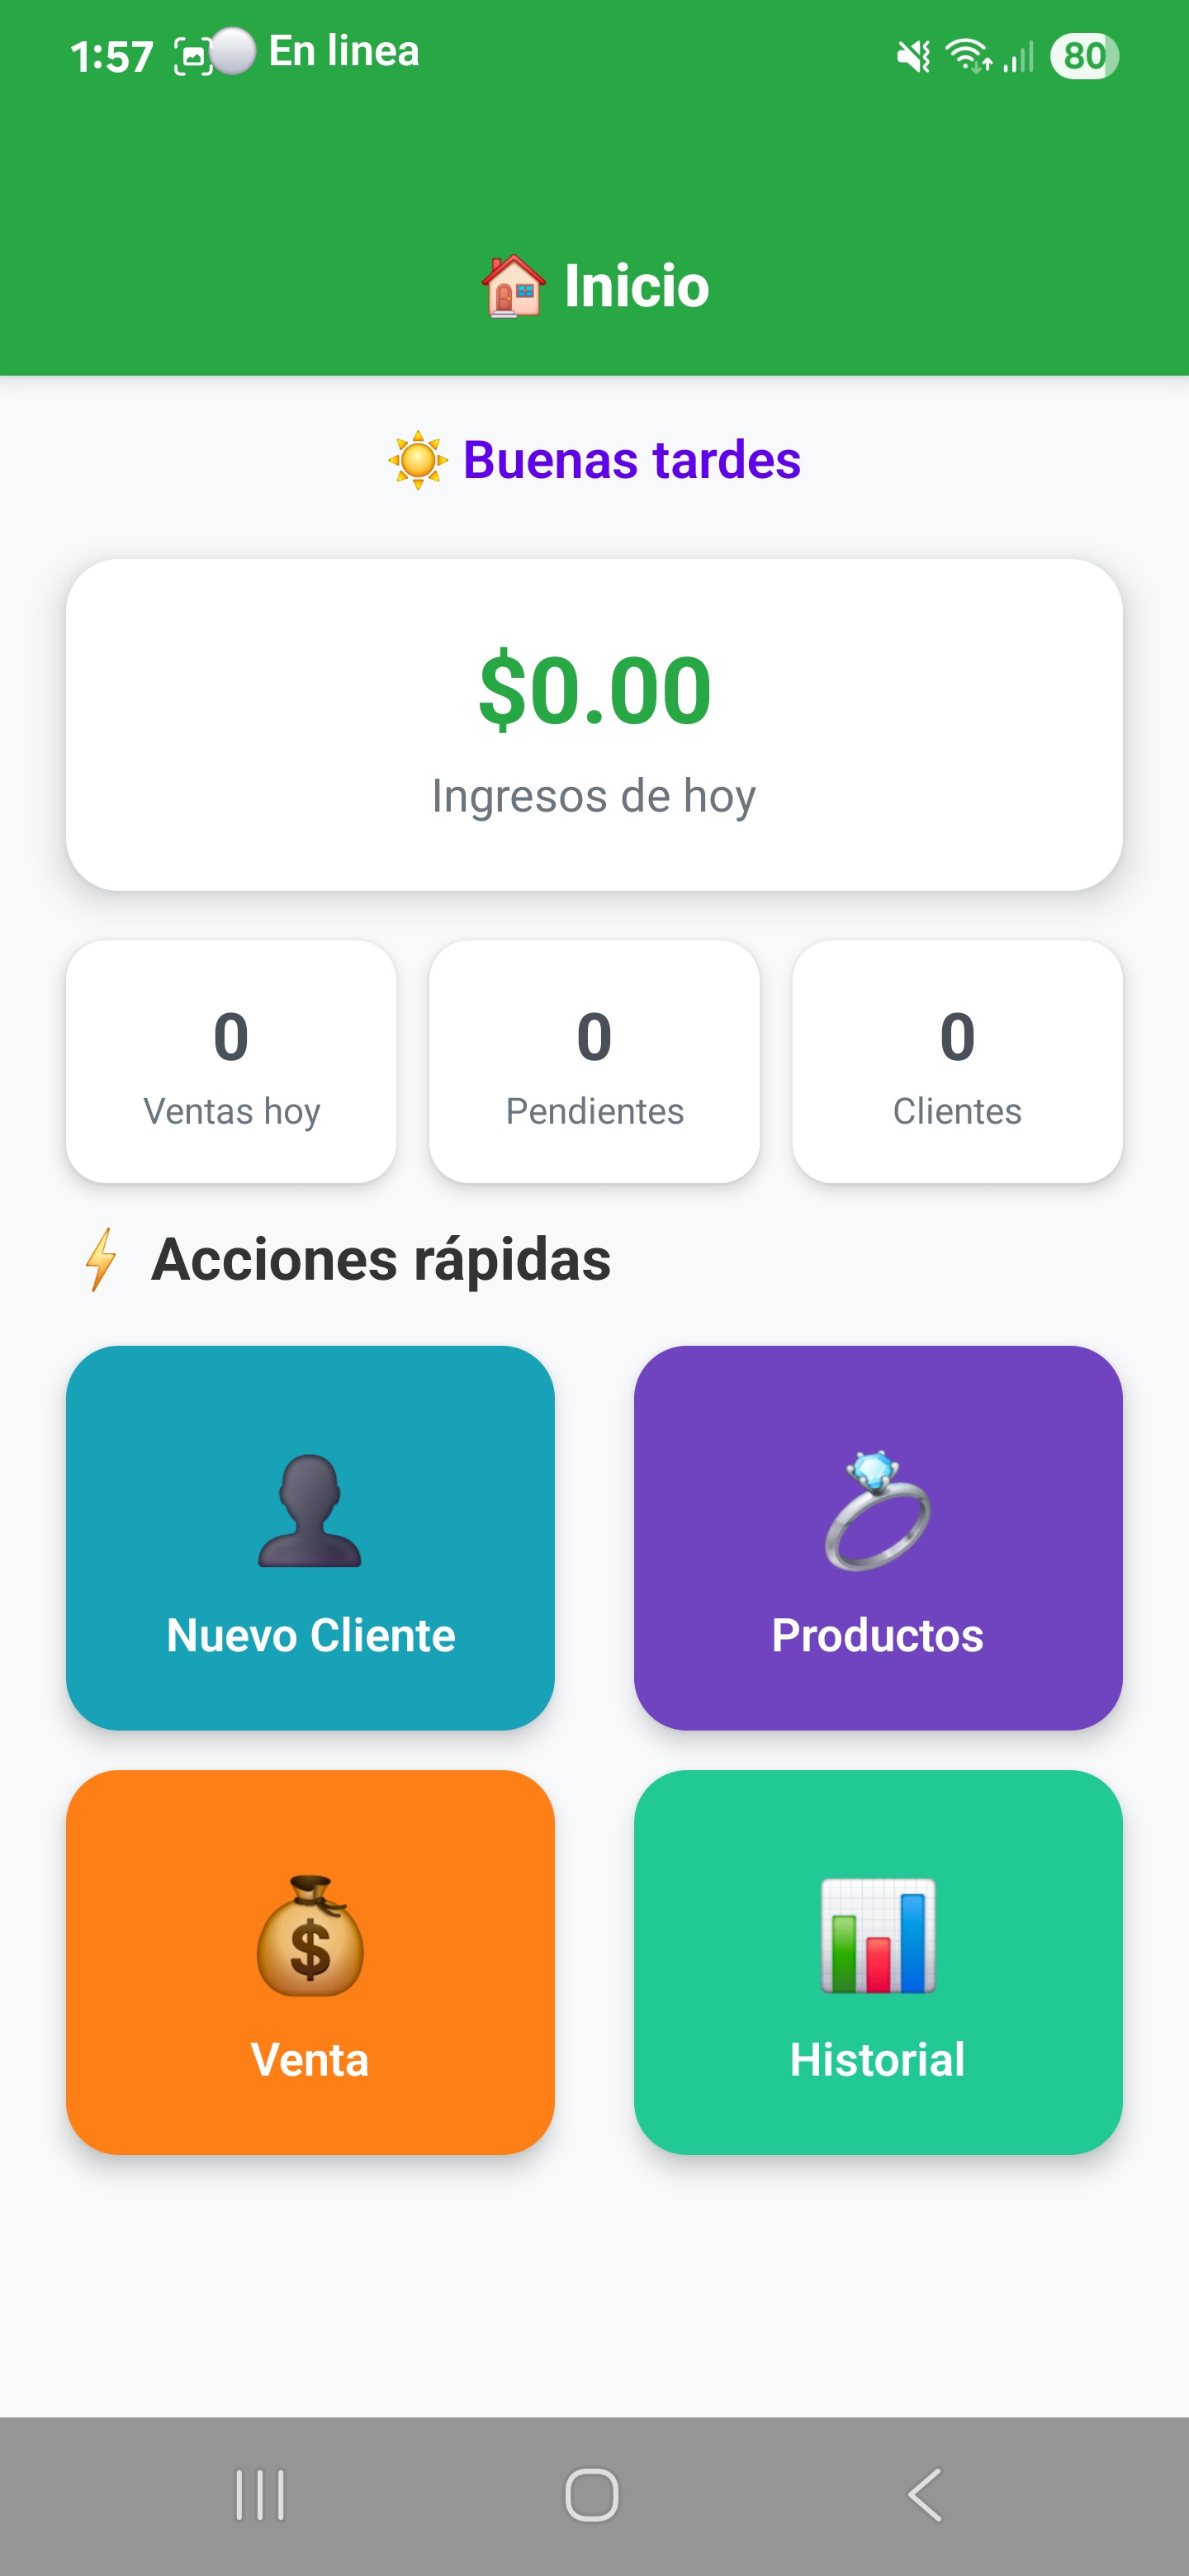 1:57 En linea 80
🏠 Inicio
☀️ Buenas tardes
$0.00
Ingresos de hoy
0 0 0
Ventas hoy Pendientes Clientes
⚡ Acciones rápidas
Nuevo Cliente Productos
Venta Historial